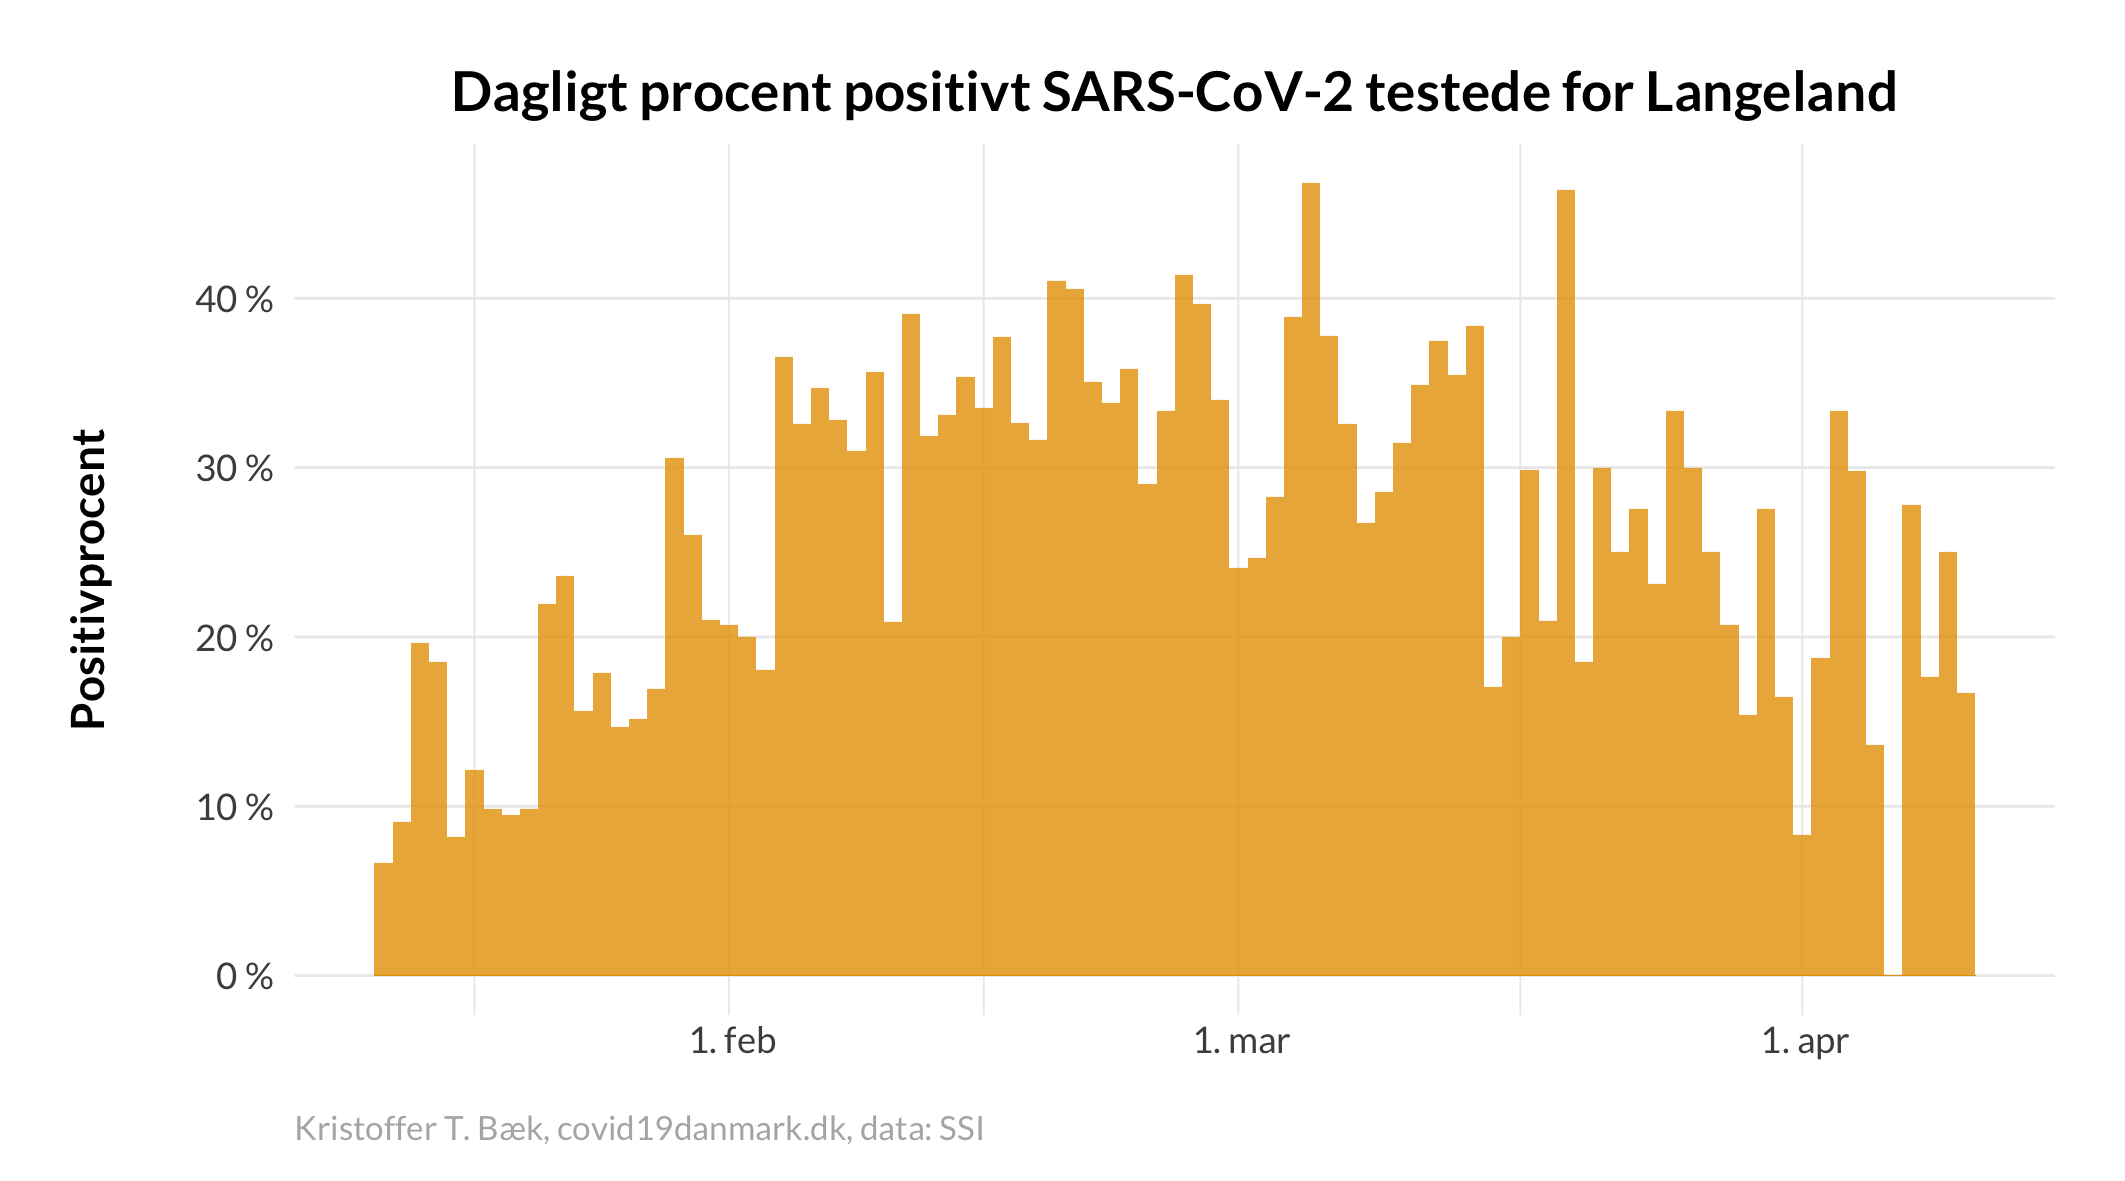 Dagligt procent positivt SARS-CoV-2 testede for Langeland
Positivprocent
40 %
30 %
20 %
10 %
0 %
1. feb
1. mar
1. apr
Kristoffer T. Bæk, covid19danmark.dk, data: SSI